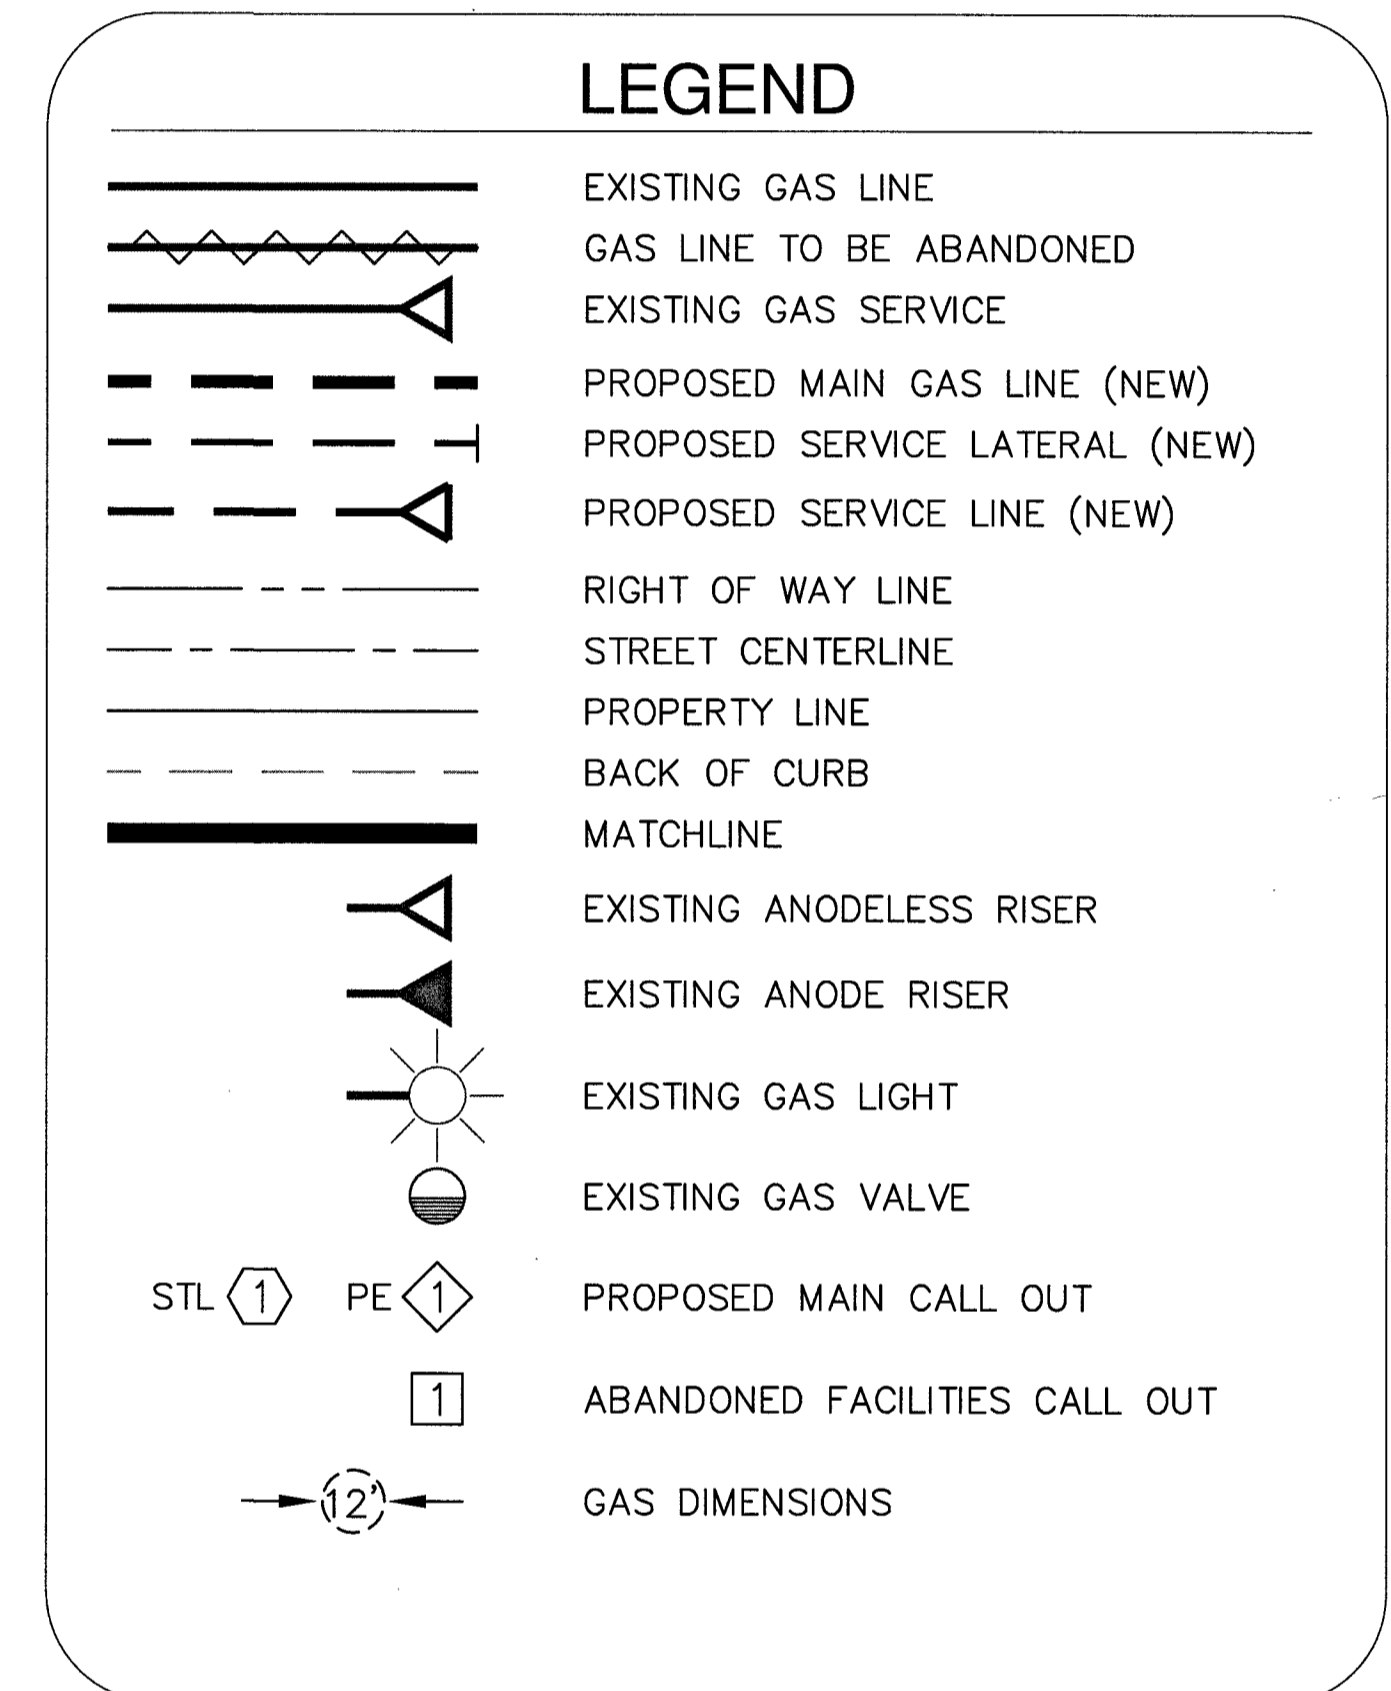 LEGEND
EXISTING GAS LINE
GAS LINE TO BE ABANDONED
EXISTING GAS SERVICE
PROPOSED MAIN GAS LINE (NEW)
PROPOSED SERVICE LATERAL (NEW)
PROPOSED SERVICE LINE (NEW)
RIGHT OF WAY LINE
STREET CENTERLINE
PROPERTY LINE
BACK OF CURB
MATCHLINE
EXISTING ANODELESS RISER
EXISTING ANODE RISER
EXISTING GAS LIGHT
EXISTING GAS VALVE
STL 1 PE 1 PROPOSED MAIN CALL OUT
1 ABANDONED FACILITIES CALL OUT
12' GAS DIMENSIONS